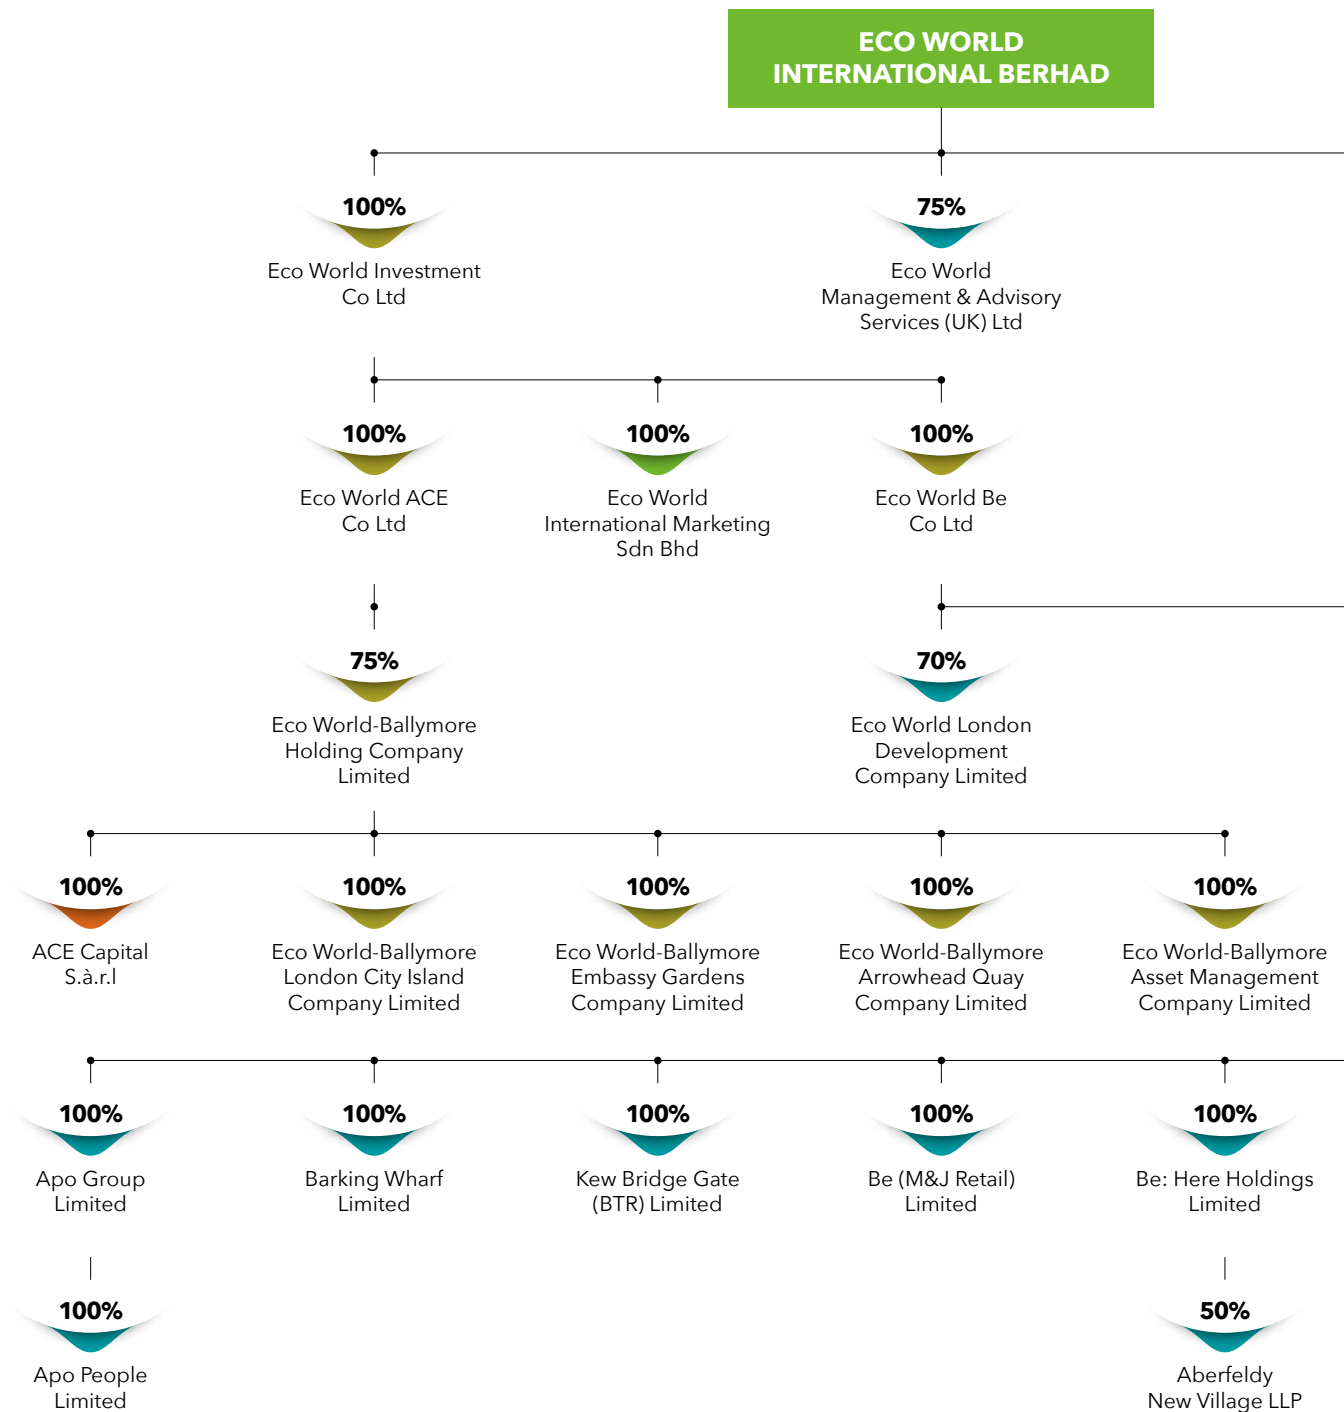 ECO WORLD
INTERNATIONAL BERHAD
100%
Eco World Investment
Co Ltd
75%
Eco World
Management & Advisory
Services (UK) Ltd
100%
Eco World ACE
Co Ltd
100%
Eco World
International Marketing
Sdn Bhd
100%
Eco World Be
Co Ltd
75%
Eco World-Ballymore
Holding Company
Limited
70%
Eco World London
Development
Company Limited
100%
ACE Capital
S.à.r.l
100%
Eco World-Ballymore
London City Island
Company Limited
100%
Eco World-Ballymore
Embassy Gardens
Company Limited
100%
Eco World-Ballymore
Arrowhead Quay
Company Limited
100%
Eco World-Ballymore
Asset Management
Company Limited
100%
Apo Group
Limited
100%
Barking Wharf
Limited
100%
Kew Bridge Gate
(BTR) Limited
100%
Be (M&J Retail)
Limited
100%
Be: Here Holdings
Limited
100%
Apo People
Limited
50%
Aberfeldy
New Village LLP